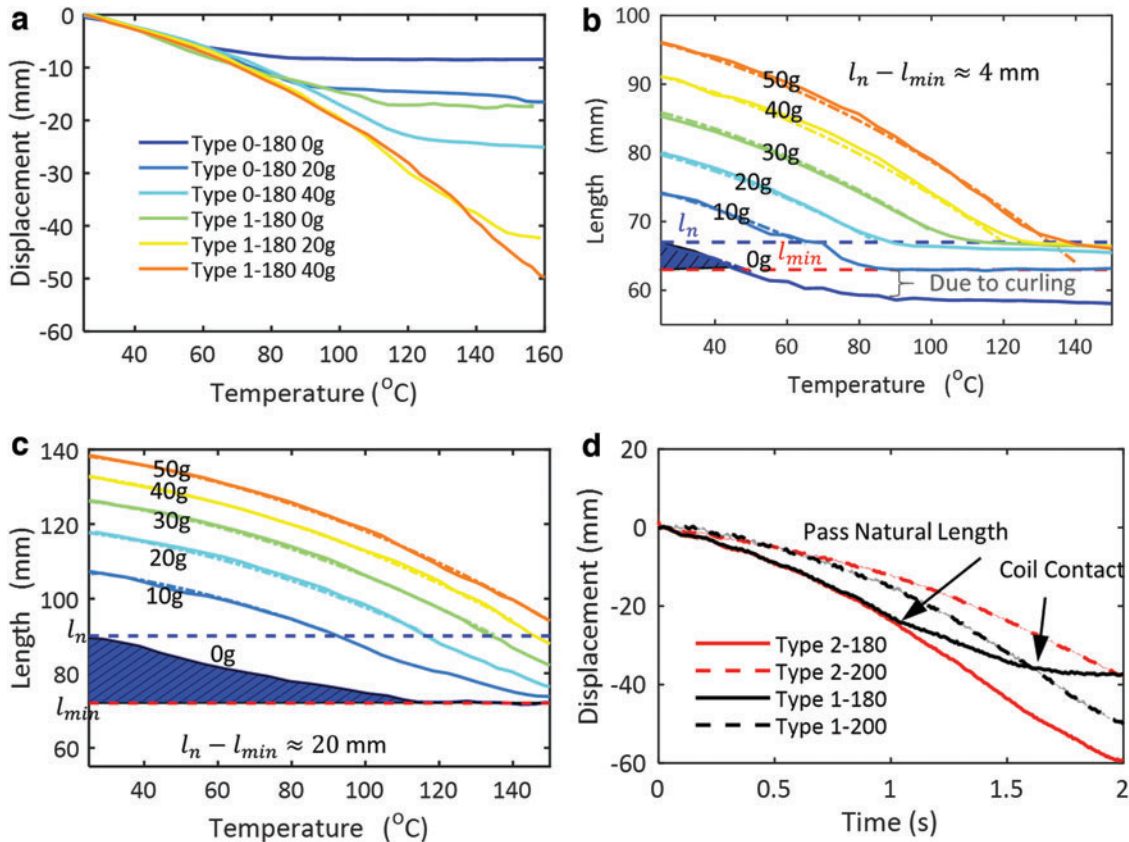 a
Displacement (mm)
0
-10
-20
-30
-40
-50
-60
Type 0-180 0g
Type 0-180 20g
Type 0-180 40g
Type 1-180 0g
Type 1-180 20g
Type 1-180 40g
40 60 80 100 120 140 160
Temperature (°C)
b
Length (mm)
100
90
80
70
60
l_n − l_min ≈ 4 mm
50g
40g
30g
20g
10g
l_n
0g
l_min
Due to curling
40 60 80 100 120 140
Temperature (°C)
c
Length (mm)
140
120
100
80
60
50g
40g
30g
20g
10g
l_n
0g
l_min
l_n − l_min ≈ 20 mm
40 60 80 100 120 140
Temperature (°C)
d
Displacement (mm)
20
0
-20
-40
-60
Pass Natural Length
Coil Contact
Type 2-180
Type 2-200
Type 1-180
Type 1-200
0 0.5 1 1.5 2
Time (s)